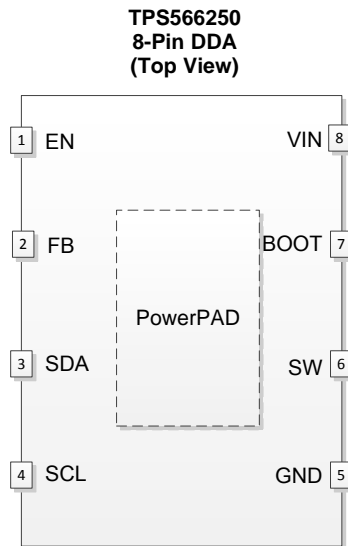 TPS566250
8-Pin DDA
(Top View)
1 EN
VIN 8
2 FB
BOOT 7
PowerPAD
3 SDA
SW 6
4 SCL
GND 5